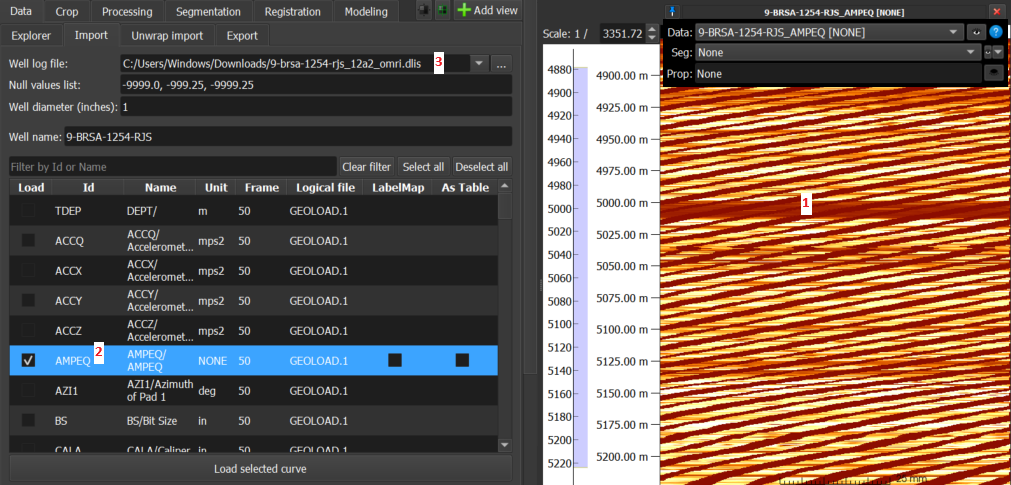 Data Crop Processing Segmentation Registration Modeling Add view
Explorer Import Unwrap import Export
Well log file: C:/Users/Windows/Downloads/9-brsa-1254-rjs_12a2_omri.dlis 3 ...
Null values list: -9999.0, -999.25, -9999.25
Well diameter (inches): 1
Well name: 9-BRSA-1254-RJS
Filter by Id or Name Clear filter Select all Deselect all
Load Id Name Unit Frame Logical file LabelMap As Table
TDEP DEPT/ m 50 GEOLOAD.1
ACCQ ACCQ/ Acceleromet... mps2 50 GEOLOAD.1
ACCX ACCX/ Acceleromet... mps2 50 GEOLOAD.1
ACCY ACCY/ Acceleromet... mps2 50 GEOLOAD.1
ACCZ ACCZ/ Acceleromet... mps2 50 GEOLOAD.1
AMPEQ 2 AMPEQ/ AMPEQ NONE 50 GEOLOAD.1
AZI1 AZI1/Azimuth of Pad 1 deg 50 GEOLOAD.1
BS BS/Bit Size in 50 GEOLOAD.1
CALA CALA/Caliper in 50 GEOLOAD.1
Load selected curve
9-BRSA-1254-RJS_AMPEQ [NONE]
Scale: 1 / 3351.72
Data: 9-BRSA-1254-RJS_AMPEQ [NONE] ?
Seg: None
Prop: None
4880
4900
4920
4940
4960
4980
5000
5020
5040
5060
5080
5100
5120
5140
5160
5180
5200
5220
4900.00 m
4925.00 m
4950.00 m
4975.00 m
5000.00 m
5025.00 m
5050.00 m
5075.00 m
5100.00 m
5125.00 m
5150.00 m
5175.00 m
5200.00 m
1
25 mm